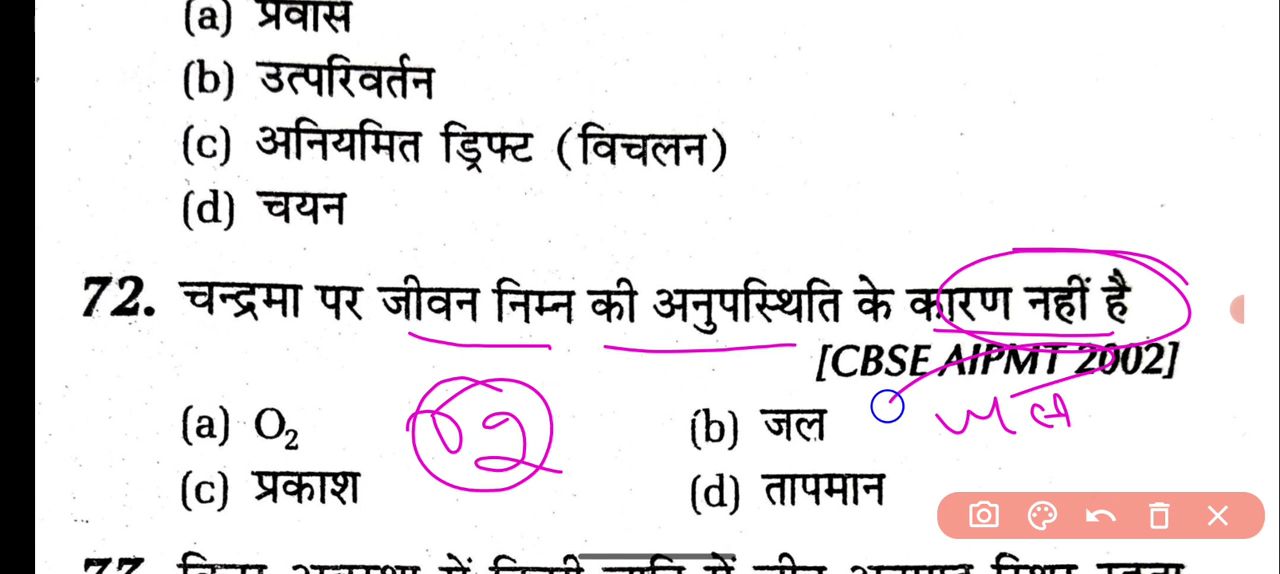 (a) प्रवास
(b) उत्परिवर्तन
(c) अनियमित ड्रिफ्ट (विचलन)
(d) चयन
72. चन्द्रमा पर जीवन निम्न की अनुपस्थिति के कारण नहीं है
[CBSE AIPMT 2002]
(a) O₂
(b) जल
(c) प्रकाश
(d) तापमान